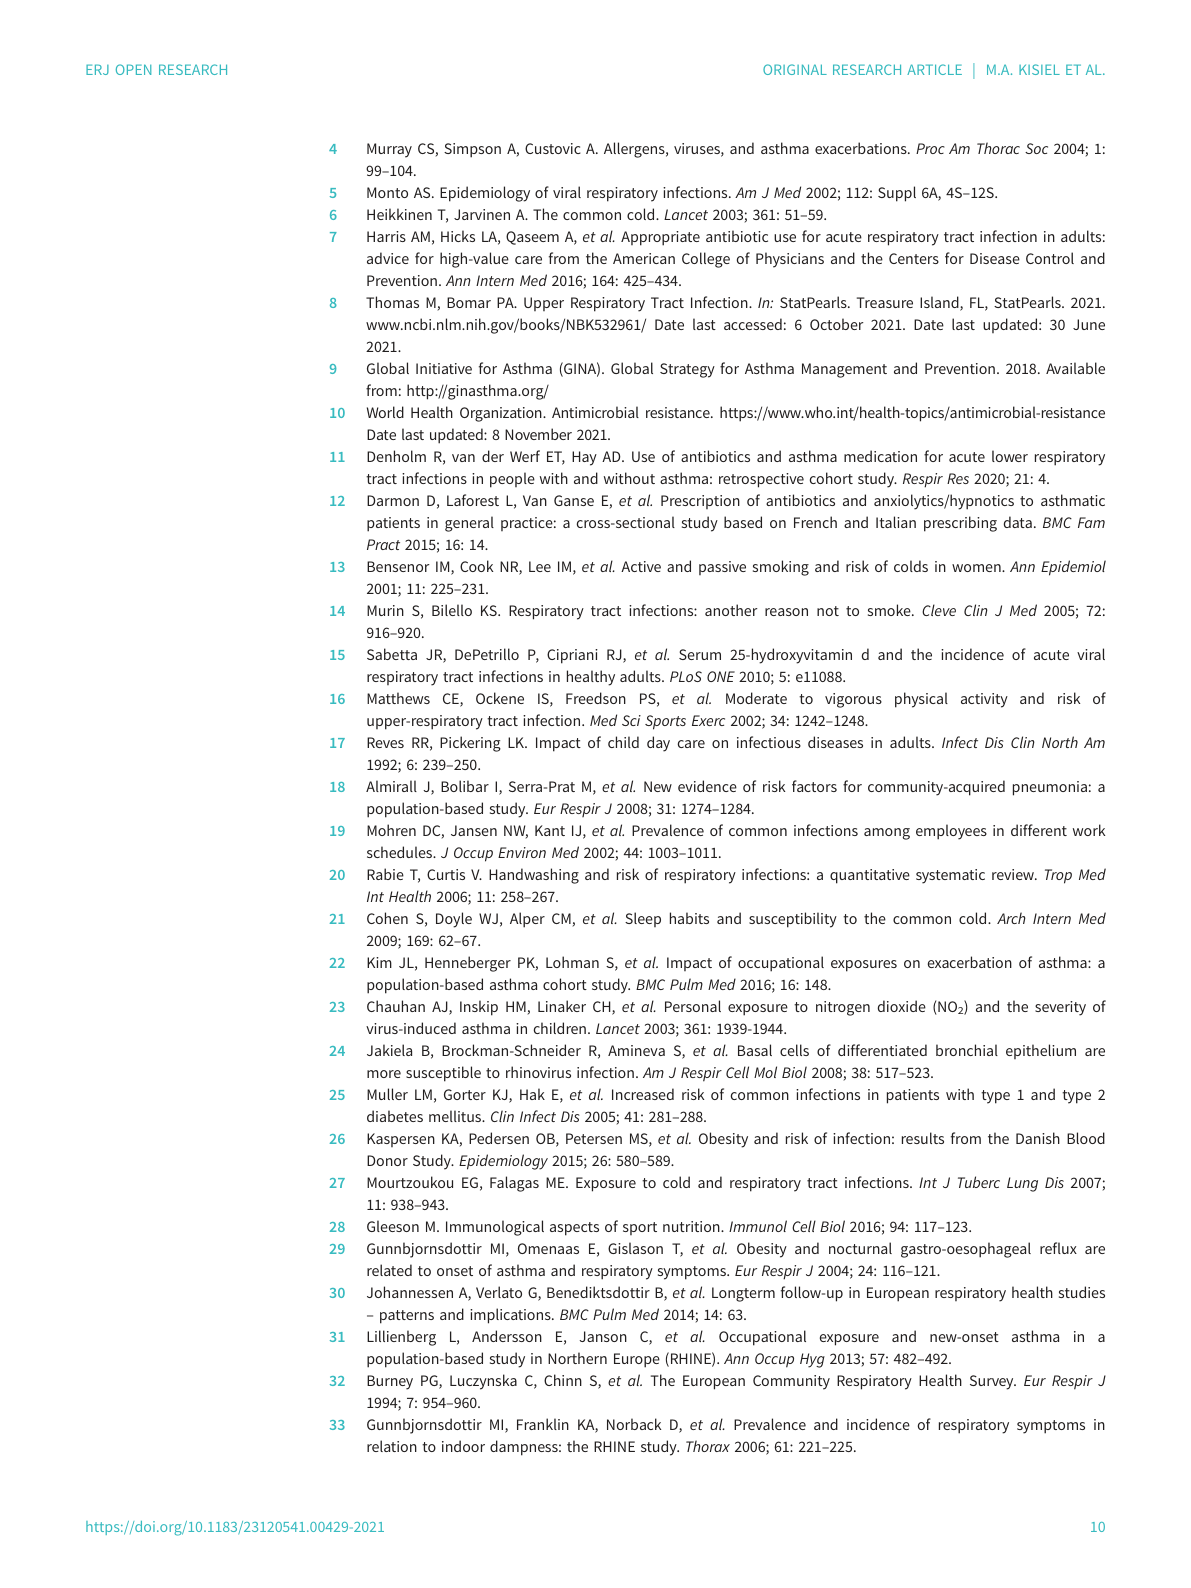 ERJ OPEN RESEARCH
ORIGINAL RESEARCH ARTICLE | M.A. KISIEL ET AL.
4 Murray CS, Simpson A, Custovic A. Allergens, viruses, and asthma exacerbations. Proc Am Thorac Soc 2004; 1:
99–104.
5 Monto AS. Epidemiology of viral respiratory infections. Am J Med 2002; 112: Suppl 6A, 4S–12S.
6 Heikkinen T, Jarvinen A. The common cold. Lancet 2003; 361: 51–59.
7 Harris AM, Hicks LA, Qaseem A, et al. Appropriate antibiotic use for acute respiratory tract infection in adults:
advice for high-value care from the American College of Physicians and the Centers for Disease Control and
Prevention. Ann Intern Med 2016; 164: 425–434.
8 Thomas M, Bomar PA. Upper Respiratory Tract Infection. In: StatPearls. Treasure Island, FL, StatPearls. 2021.
www.ncbi.nlm.nih.gov/books/NBK532961/ Date last accessed: 6 October 2021. Date last updated: 30 June
2021.
9 Global Initiative for Asthma (GINA). Global Strategy for Asthma Management and Prevention. 2018. Available
from: http://ginasthma.org/
10 World Health Organization. Antimicrobial resistance. https://www.who.int/health-topics/antimicrobial-resistance
Date last updated: 8 November 2021.
11 Denholm R, van der Werf ET, Hay AD. Use of antibiotics and asthma medication for acute lower respiratory
tract infections in people with and without asthma: retrospective cohort study. Respir Res 2020; 21: 4.
12 Darmon D, Laforest L, Van Ganse E, et al. Prescription of antibiotics and anxiolytics/hypnotics to asthmatic
patients in general practice: a cross-sectional study based on French and Italian prescribing data. BMC Fam
Pract 2015; 16: 14.
13 Bensenor IM, Cook NR, Lee IM, et al. Active and passive smoking and risk of colds in women. Ann Epidemiol
2001; 11: 225–231.
14 Murin S, Bilello KS. Respiratory tract infections: another reason not to smoke. Cleve Clin J Med 2005; 72:
916–920.
15 Sabetta JR, DePetrillo P, Cipriani RJ, et al. Serum 25-hydroxyvitamin d and the incidence of acute viral
respiratory tract infections in healthy adults. PLoS ONE 2010; 5: e11088.
16 Matthews CE, Ockene IS, Freedson PS, et al. Moderate to vigorous physical activity and risk of
upper-respiratory tract infection. Med Sci Sports Exerc 2002; 34: 1242–1248.
17 Reves RR, Pickering LK. Impact of child day care on infectious diseases in adults. Infect Dis Clin North Am
1992; 6: 239–250.
18 Almirall J, Bolibar I, Serra-Prat M, et al. New evidence of risk factors for community-acquired pneumonia: a
population-based study. Eur Respir J 2008; 31: 1274–1284.
19 Mohren DC, Jansen NW, Kant IJ, et al. Prevalence of common infections among employees in different work
schedules. J Occup Environ Med 2002; 44: 1003–1011.
20 Rabie T, Curtis V. Handwashing and risk of respiratory infections: a quantitative systematic review. Trop Med
Int Health 2006; 11: 258–267.
21 Cohen S, Doyle WJ, Alper CM, et al. Sleep habits and susceptibility to the common cold. Arch Intern Med
2009; 169: 62–67.
22 Kim JL, Henneberger PK, Lohman S, et al. Impact of occupational exposures on exacerbation of asthma: a
population-based asthma cohort study. BMC Pulm Med 2016; 16: 148.
23 Chauhan AJ, Inskip HM, Linaker CH, et al. Personal exposure to nitrogen dioxide (NO₂) and the severity of
virus-induced asthma in children. Lancet 2003; 361: 1939-1944.
24 Jakiela B, Brockman-Schneider R, Amineva S, et al. Basal cells of differentiated bronchial epithelium are
more susceptible to rhinovirus infection. Am J Respir Cell Mol Biol 2008; 38: 517–523.
25 Muller LM, Gorter KJ, Hak E, et al. Increased risk of common infections in patients with type 1 and type 2
diabetes mellitus. Clin Infect Dis 2005; 41: 281–288.
26 Kaspersen KA, Pedersen OB, Petersen MS, et al. Obesity and risk of infection: results from the Danish Blood
Donor Study. Epidemiology 2015; 26: 580–589.
27 Mourtzoukou EG, Falagas ME. Exposure to cold and respiratory tract infections. Int J Tuberc Lung Dis 2007;
11: 938–943.
28 Gleeson M. Immunological aspects of sport nutrition. Immunol Cell Biol 2016; 94: 117–123.
29 Gunnbjornsdottir MI, Omenaas E, Gislason T, et al. Obesity and nocturnal gastro-oesophageal reflux are
related to onset of asthma and respiratory symptoms. Eur Respir J 2004; 24: 116–121.
30 Johannessen A, Verlato G, Benediktsdottir B, et al. Longterm follow-up in European respiratory health studies
– patterns and implications. BMC Pulm Med 2014; 14: 63.
31 Lillienberg L, Andersson E, Janson C, et al. Occupational exposure and new-onset asthma in a
population-based study in Northern Europe (RHINE). Ann Occup Hyg 2013; 57: 482–492.
32 Burney PG, Luczynska C, Chinn S, et al. The European Community Respiratory Health Survey. Eur Respir J
1994; 7: 954–960.
33 Gunnbjornsdottir MI, Franklin KA, Norback D, et al. Prevalence and incidence of respiratory symptoms in
relation to indoor dampness: the RHINE study. Thorax 2006; 61: 221–225.
https://doi.org/10.1183/23120541.00429-2021
10